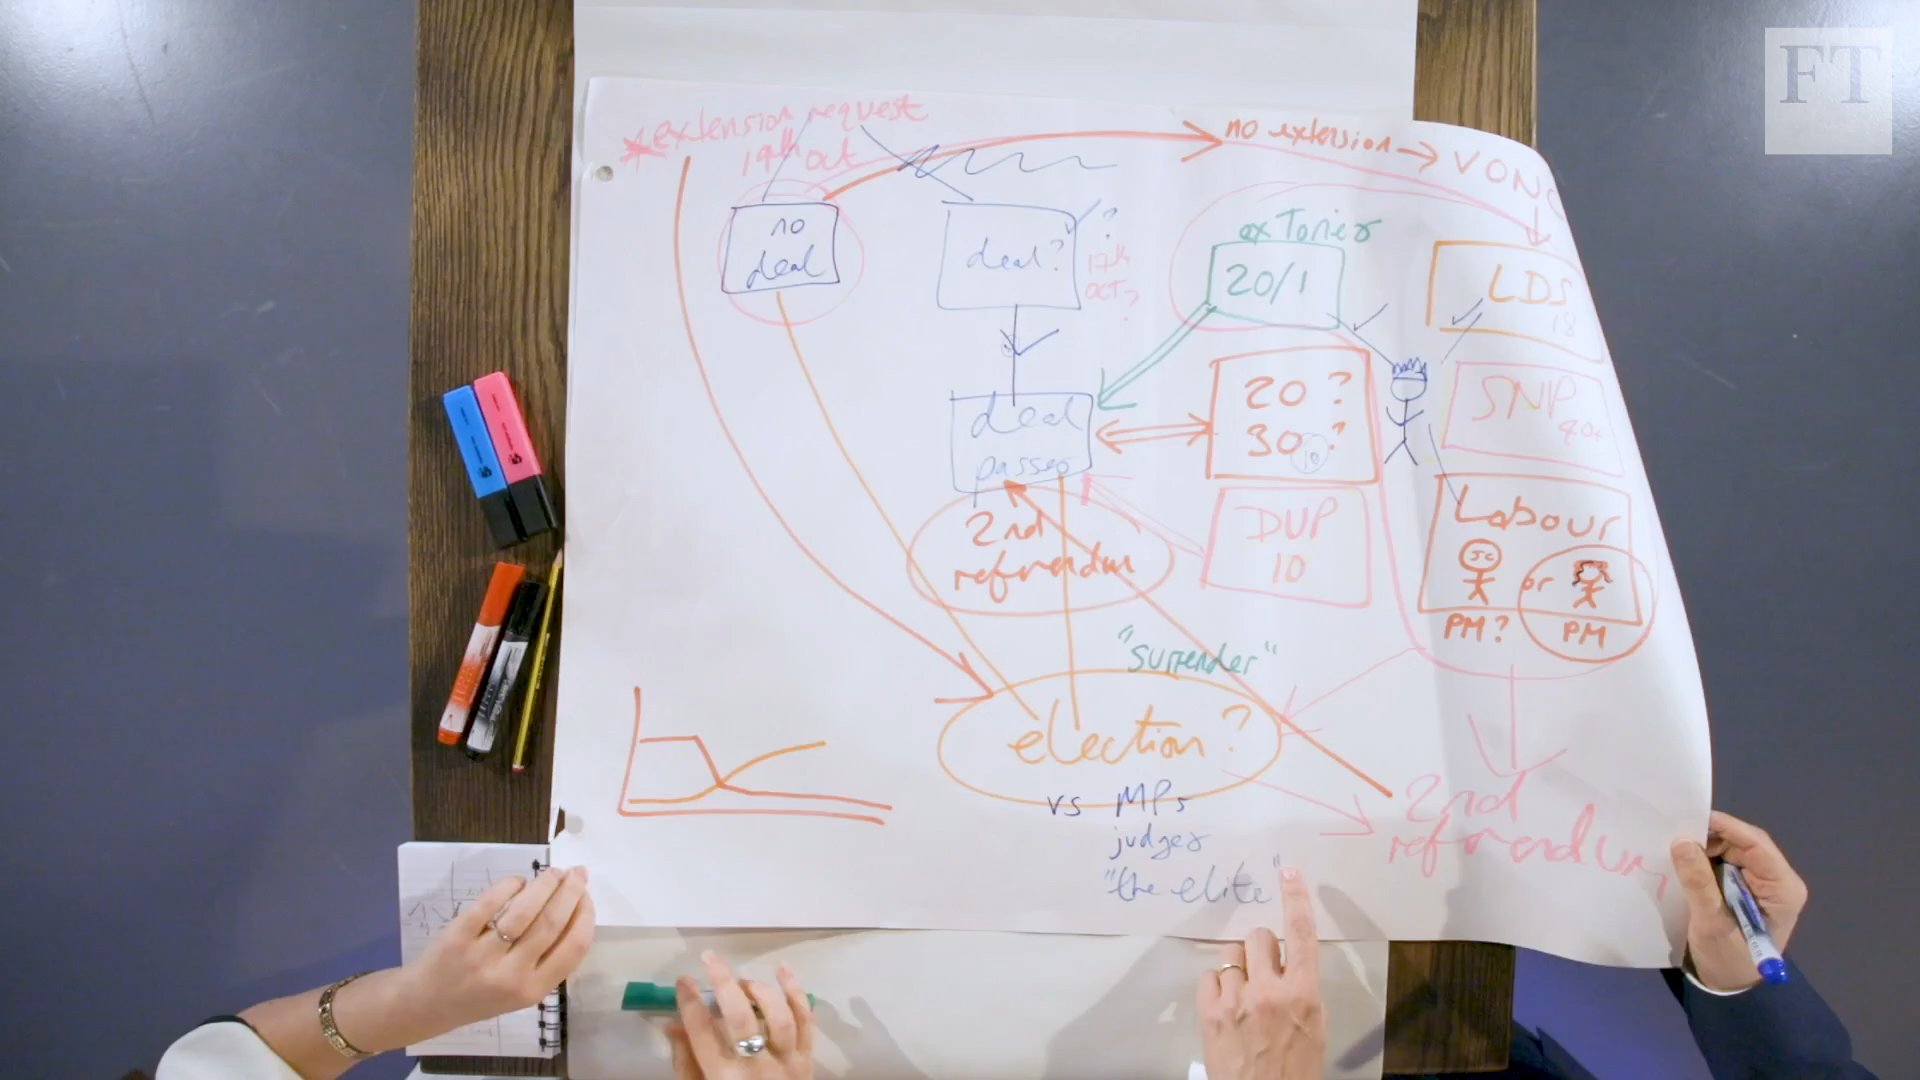 FT
extension request
19th oct
no extension → VONC
no
deal
deal?
?
17th
OCT?
ex Tories
20/1
LDS
18
deal
passes
20?
30?
10
SNP
40+
2nd
referendum
DUP
10
Labour
JC
or
PM?
PM
"surrender"
election?
vs MPs
judges
"the elite"
2nd
referendum